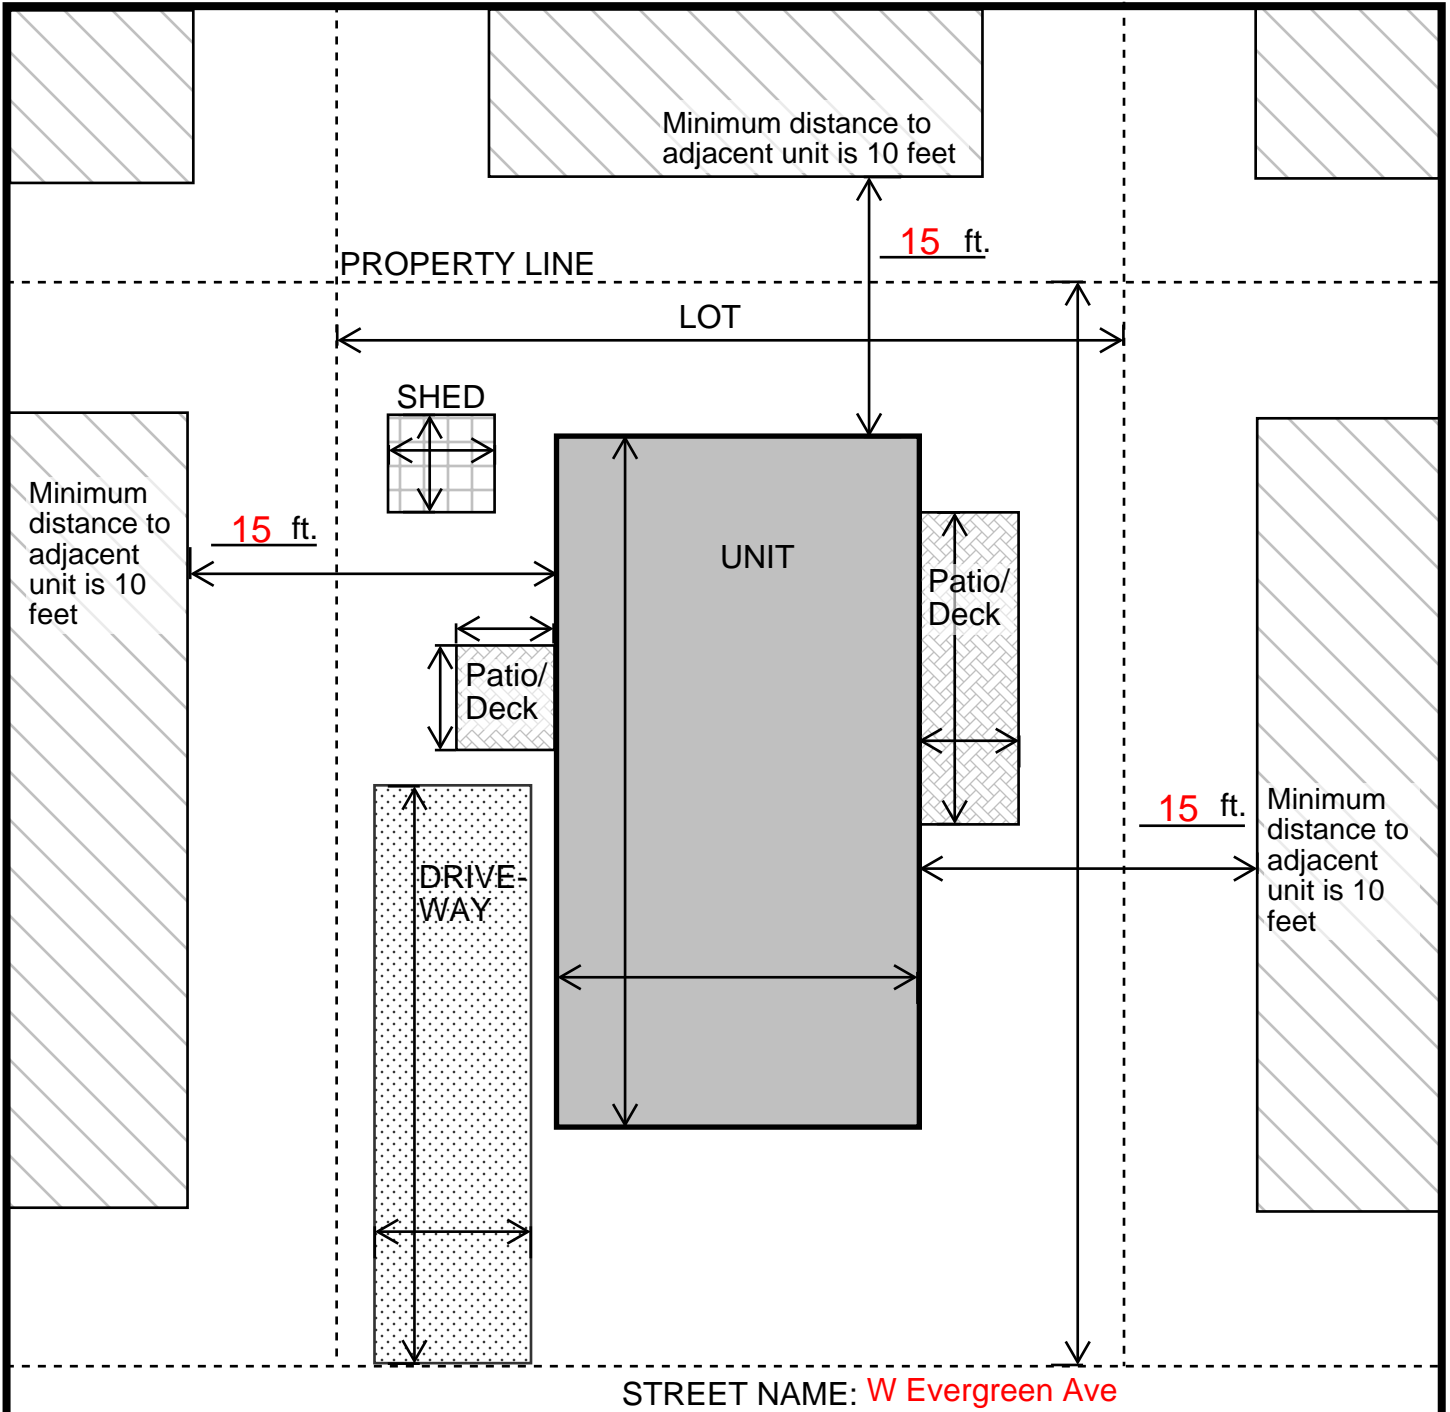 Minimum distance to
adjacent unit is 10 feet
15 ft.
PROPERTY LINE
LOT
SHED
Minimum
distance to
adjacent
unit is 10
feet
15 ft.
UNIT
Patio/
Deck
Patio/
Deck
15 ft.
Minimum
distance to
adjacent
unit is 10
feet
DRIVE-
WAY
STREET NAME: W Evergreen Ave